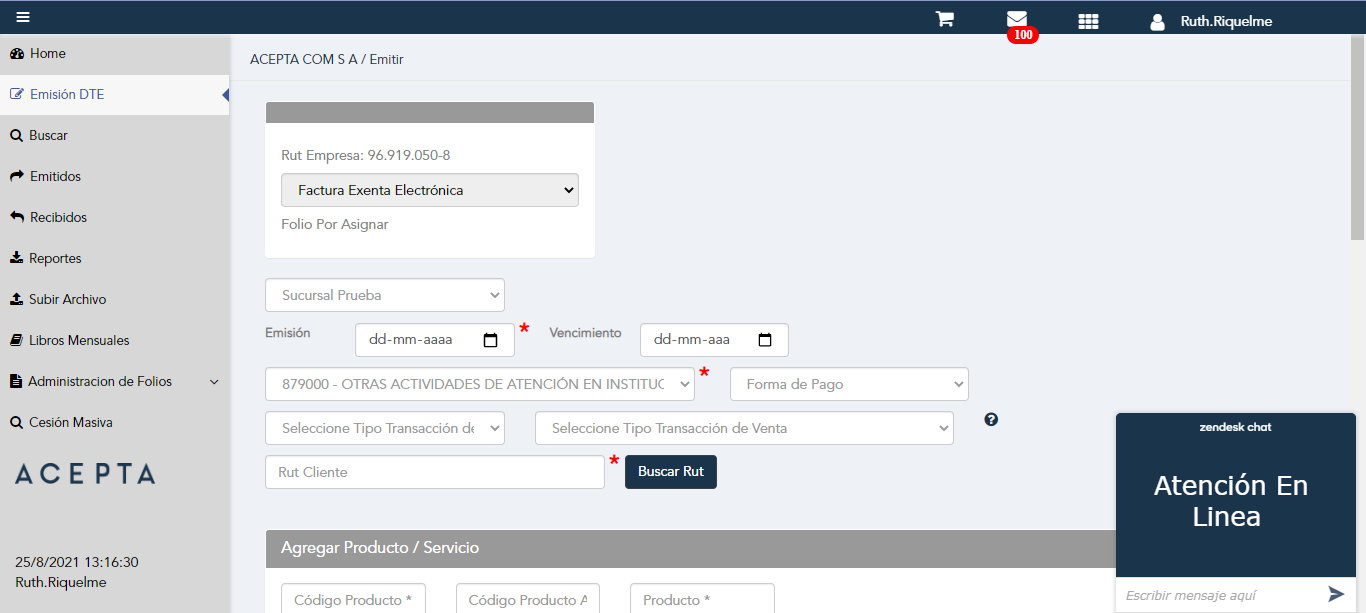 100
Ruth.Riquelme
Home
Emisión DTE
Buscar
Emitidos
Recibidos
Reportes
Subir Archivo
Libros Mensuales
Administracion de Folios
Cesión Masiva
ACEPTA
25/8/2021 13:16:30
Ruth.Riquelme
ACEPTA COM S A / Emitir
Rut Empresa: 96.919.050-8
Factura Exenta Electrónica
Folio Por Asignar
Sucursal Prueba
Emisión dd-mm-aaaa * Vencimiento dd-mm-aaa
879000 - OTRAS ACTIVIDADES DE ATENCIÓN EN INSTITUC * Forma de Pago
Seleccione Tipo Transacción de Seleccione Tipo Transacción de Venta ?
Rut Cliente * Buscar Rut
Agregar Producto / Servicio
Código Producto * Código Producto A Producto *
zendesk chat
Atención En
Linea
Escribir mensaje aquí